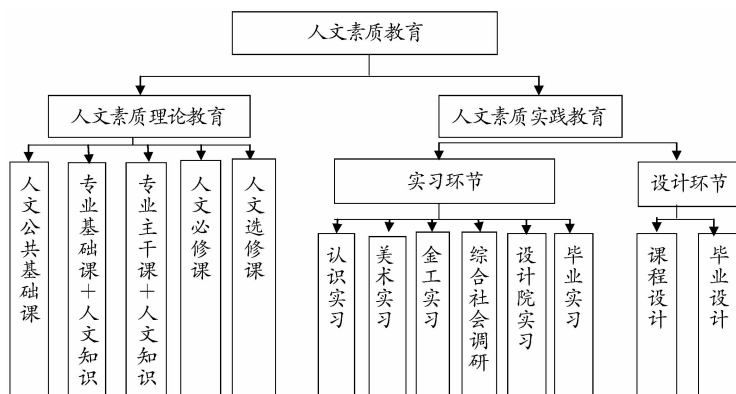 人文素质教育
人文素质理论教育
人文素质实践教育
实习环节
设计环节
人文公共基础课
专业基础课+人文知识
专业主干课+人文知识
人文必修课
人文选修课
认识实习
美术实习
金工实习
综合社会调研
设计院实习
毕业实习
课程设计
毕业设计